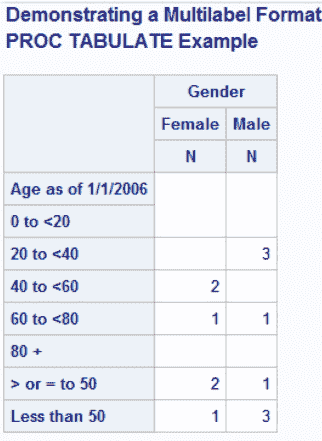 Demonstrating a Multilabel Format
PROC TABULATE Example
Gender
Female Male
N N
Age as of 1/1/2006
0 to <20
20 to <40 3
40 to <60 2
60 to <80 1 1
80 +
> or = to 50 2 1
Less than 50 1 3